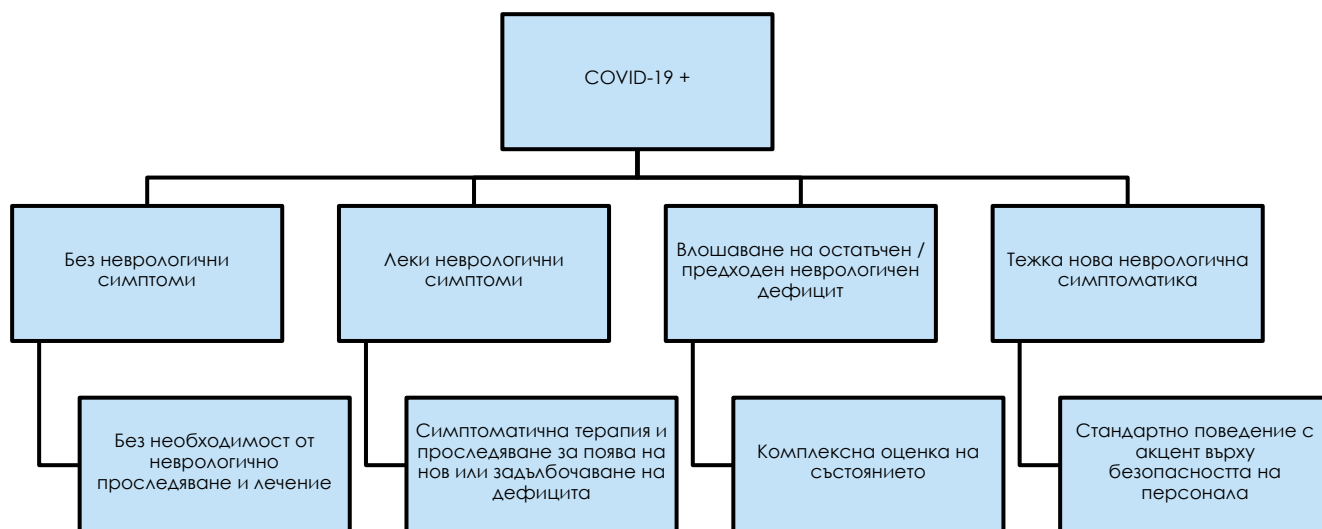 COVID-19 +
Без неврологични
симптоми
Леки неврологични
симптоми
Влошаване на остатъчен /
предходен неврологичен
дефицит
Тежка нова неврологична
симптоматика
Без необходимост от
неврологично
проследяване и лечение
Симптоматична терапия и
проследяване за поява на
нов или задълбочаване на
дефицита
Комплексна оценка на
състоянието
Стандартно поведение с
акцент върху
безопасността на
персонала